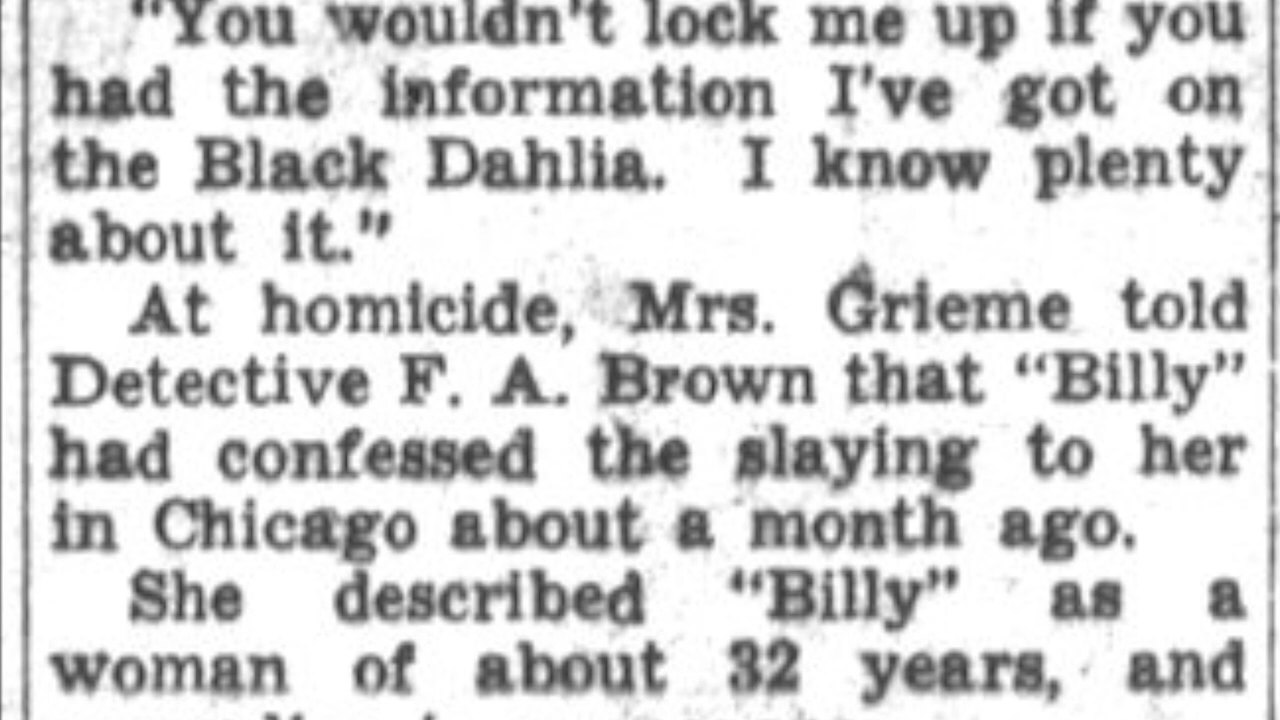 "You wouldn't lock me up if you
had the information I've got on
the Black Dahlia. I know plenty
about it."
At homicide, Mrs. Grieme told
Detective F. A. Brown that "Billy"
had confessed the slaying to her
in Chicago about a month ago.
She described "Billy" as a
woman of about 32 years, and